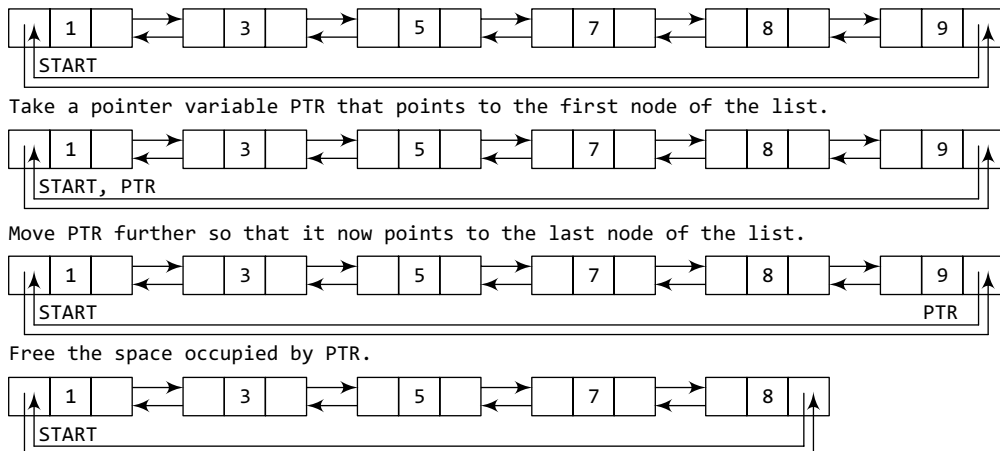 1 3 5 7 8 9
START
Take a pointer variable PTR that points to the first node of the list.
1 3 5 7 8 9
START, PTR
Move PTR further so that it now points to the last node of the list.
1 3 5 7 8 9
START PTR
Free the space occupied by PTR.
1 3 5 7 8
START